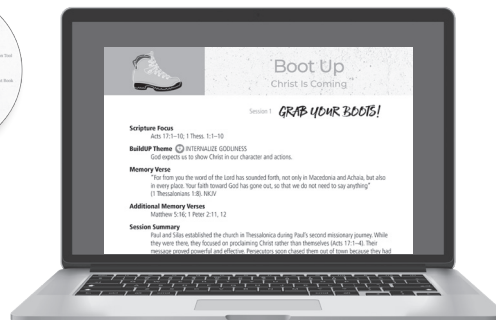 Boot Up
Christ Is Coming
Session 1 GRAB YOUR BOOTS!
Scripture Focus
Acts 17:1–10; 1 Thess. 1:1–10
BuildUP Theme INTERNALIZE GODLINESS
God expects us to show Christ in our character and actions.
Memory Verse
"For from you the word of the Lord has sounded forth, not only in Macedonia and Achaia, but also
in every place. Your faith toward God has gone out, so that we do not need to say anything"
(1 Thessalonians 1:8). NKJV
Additional Memory Verses
Matthew 5:16; 1 Peter 2:11, 12
Session Summary
Paul and Silas established the church in Thessalonica during Paul's second missionary journey. While
they were there, they focused on proclaiming Christ rather than themselves (Acts 17:1–4). Their
message proved powerful and effective. Persecutors soon chased them out of town because they had